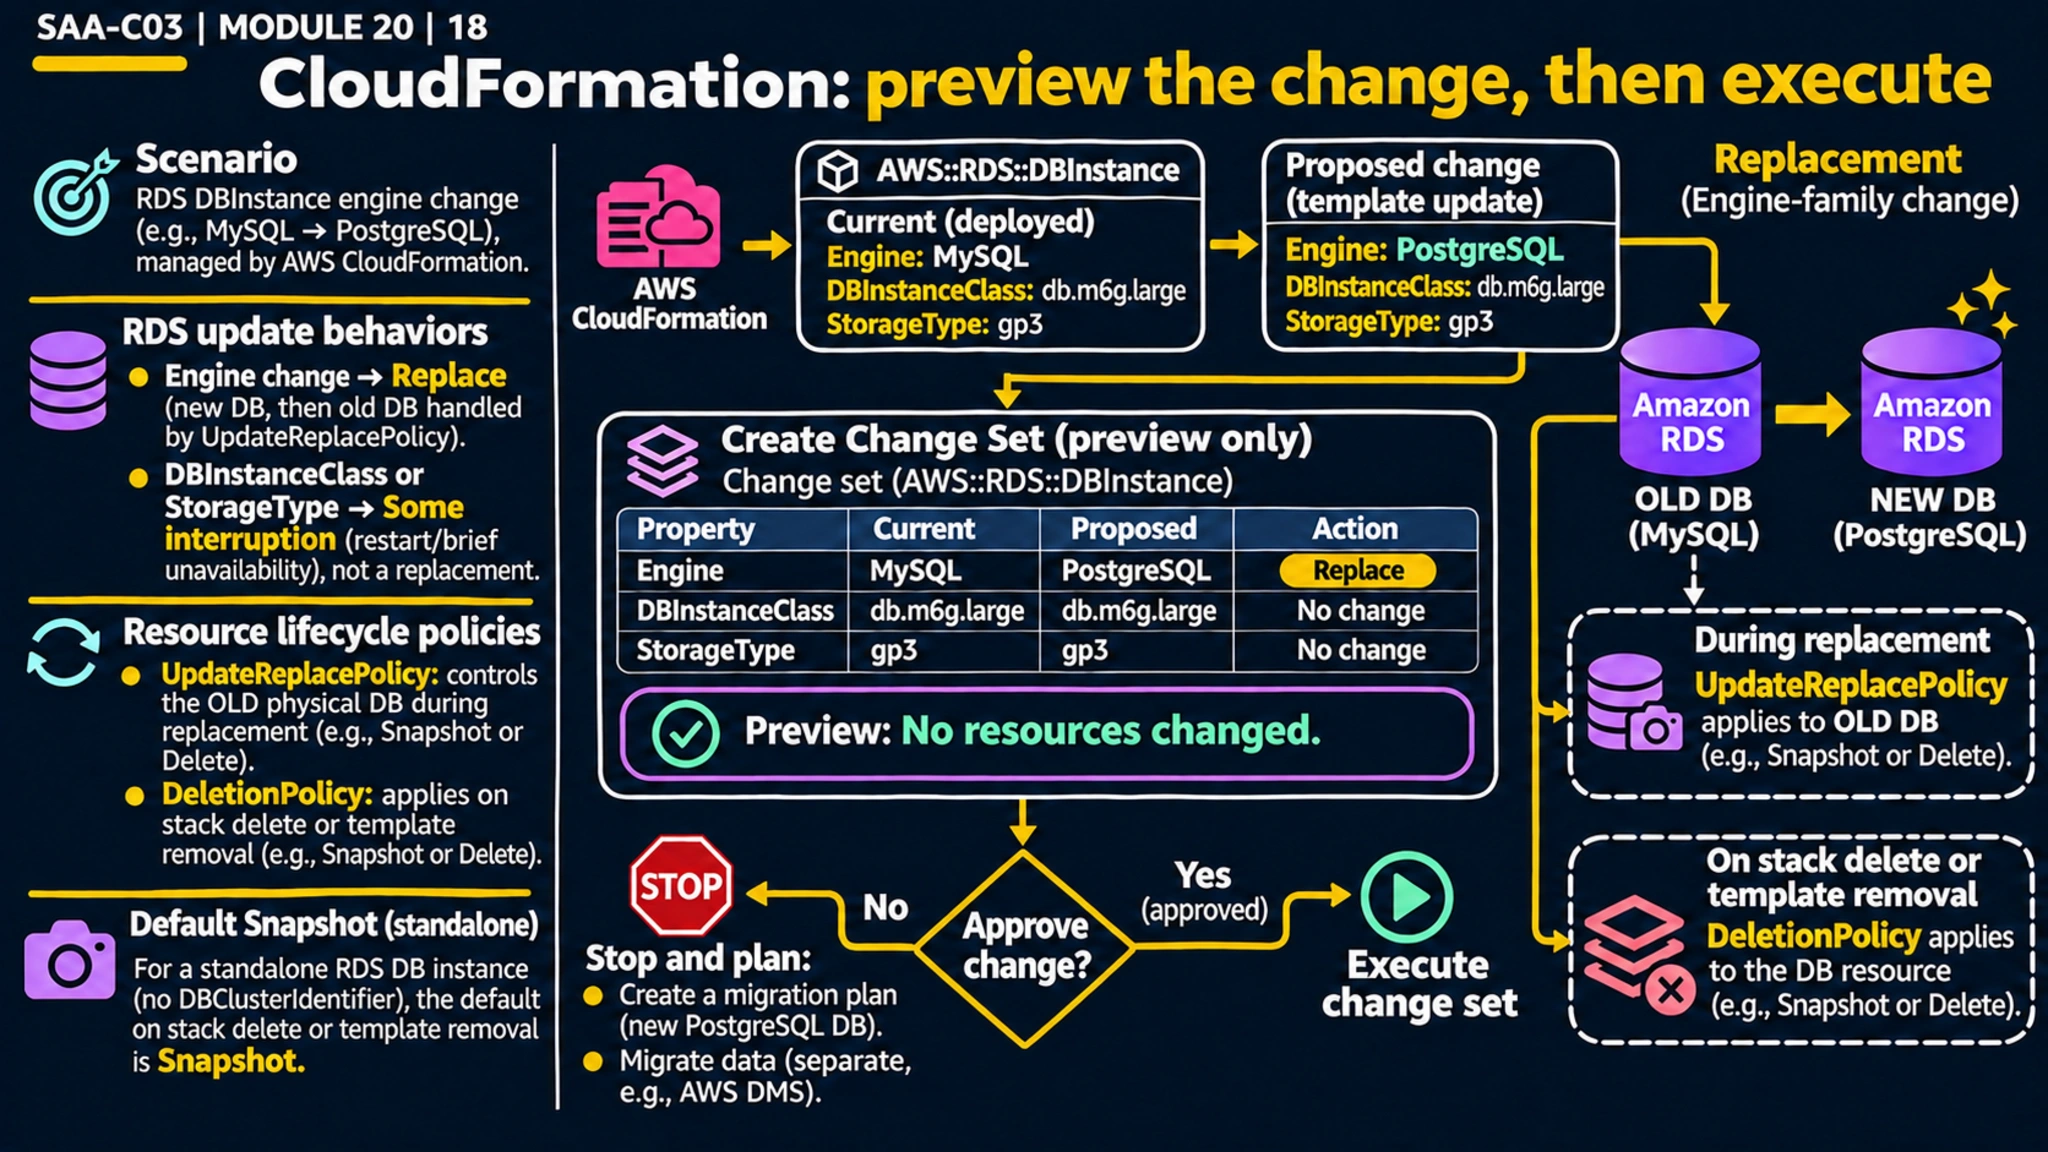 SAA-C03 | MODULE 20 | 18
CloudFormation: preview the change, then execute
Scenario
RDS DBInstance engine change
(e.g., MySQL → PostgreSQL),
managed by AWS CloudFormation.
RDS update behaviors
Engine change → Replace
(new DB, then old DB handled
by UpdateReplacePolicy).
DBInstanceClass or
StorageType → Some
interruption (restart/brief
unavailability), not a replacement.
Resource lifecycle policies
UpdateReplacePolicy: controls
the OLD physical DB during
replacement (e.g., Snapshot or
Delete).
DeletionPolicy: applies on
stack delete or template
removal (e.g., Snapshot or Delete).
Default Snapshot (standalone)
For a standalone RDS DB instance
(no DBClusterIdentifier), the default
on stack delete or template removal
is Snapshot.
AWS
CloudFormation
AWS::RDS::DBInstance
Current (deployed)
Engine: MySQL
DBInstanceClass: db.m6g.large
StorageType: gp3
Proposed change
(template update)
Engine: PostgreSQL
DBInstanceClass: db.m6g.large
StorageType: gp3
Replacement
(Engine-family change)
Amazon
RDS
OLD DB
(MySQL)
Amazon
RDS
NEW DB
(PostgreSQL)
Create Change Set (preview only)
Change set (AWS::RDS::DBInstance)
Property Current Proposed Action
Engine MySQL PostgreSQL Replace
DBInstanceClass db.m6g.large db.m6g.large No change
StorageType gp3 gp3 No change
Preview: No resources changed.
During replacement
UpdateReplacePolicy
applies to OLD DB
(e.g., Snapshot or Delete).
On stack delete or
template removal
DeletionPolicy applies
to the DB resource
(e.g., Snapshot or Delete).
Approve
change?
No
STOP
Stop and plan:
Create a migration plan
(new PostgreSQL DB).
Migrate data (separate,
e.g., AWS DMS).
Yes
(approved)
Execute
change set